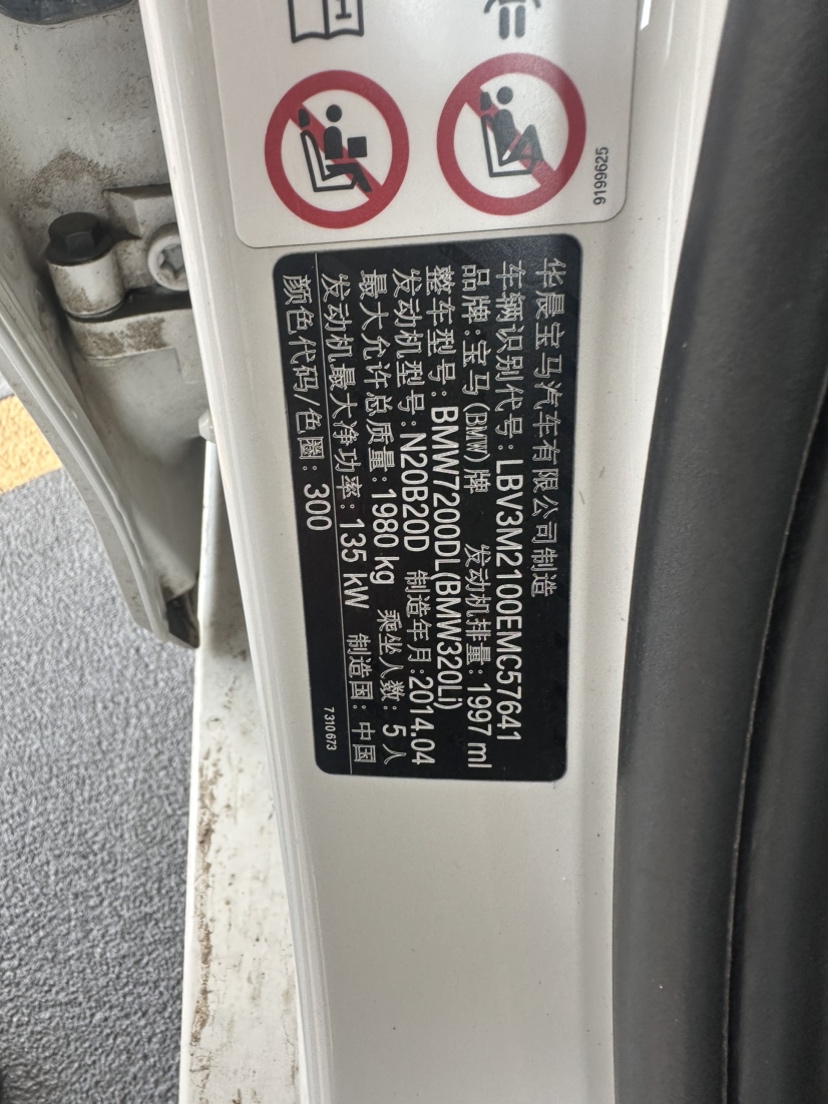 9199625
华晨宝马汽车有限公司制造
车辆识别代号: LBV3M2100EMC57641
品牌: 宝马(BMW)牌 发动机排量: 1997 ml
整车型号: BMW7200DL(BMW320Li)
发动机型号: N20B20D 制造年月: 2014.04
最大允许总质量: 1980 kg 乘坐人数: 5人
发动机最大净功率: 135 kW 制造国: 中国
颜色代码/色圈: 300
7310673